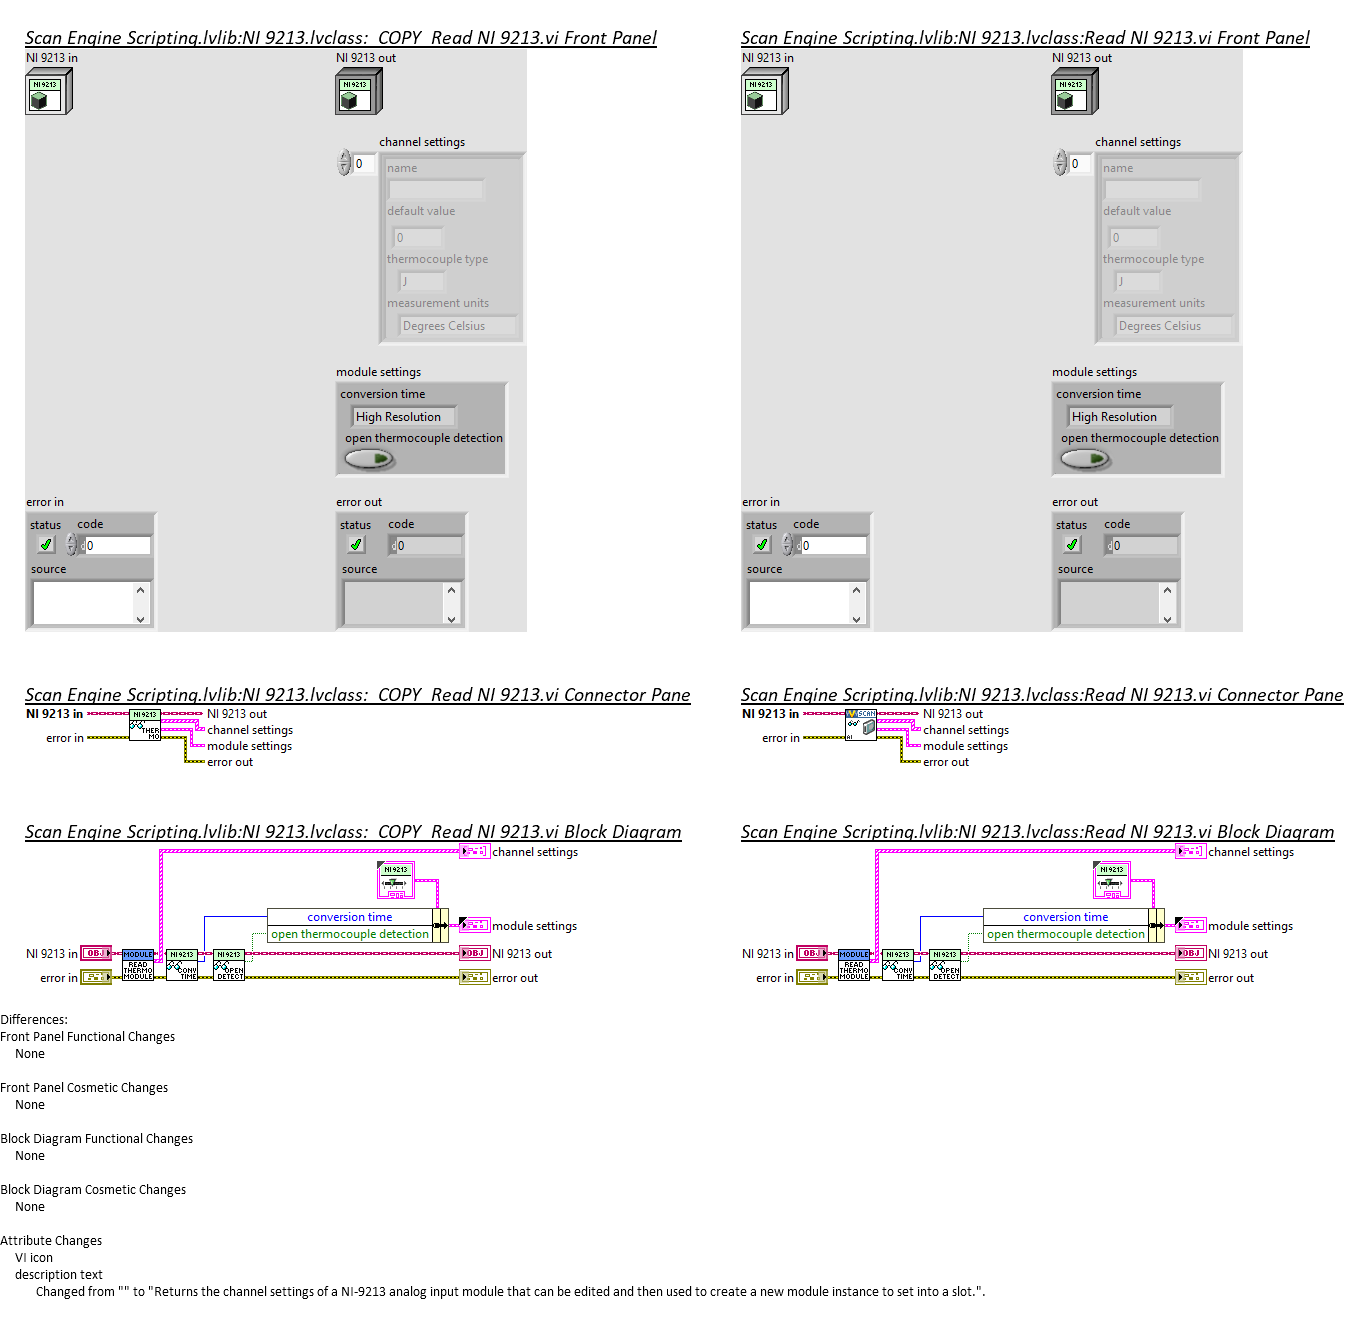 Scan Engine Scripting.lvlib:NI 9213.lvclass:_COPY_Read NI 9213.vi Front Panel
NI 9213 in
NI 9213 out
NI 9213
NI 9213
channel settings
0
name
default value
0
thermocouple type
J
measurement units
Degrees Celsius
module settings
conversion time
High Resolution
open thermocouple detection
error in
error out
status code
status code
0
0
source
source
Scan Engine Scripting.lvlib:NI 9213.lvclass:Read NI 9213.vi Front Panel
NI 9213 in
NI 9213 out
NI 9213
NI 9213
channel settings
0
name
default value
0
thermocouple type
J
measurement units
Degrees Celsius
module settings
conversion time
High Resolution
open thermocouple detection
error in
error out
status code
status code
0
0
source
source
Scan Engine Scripting.lvlib:NI 9213.lvclass:_COPY_Read NI 9213.vi Connector Pane
NI 9213 in
NI 9213
THER
MO
NI 9213 out
channel settings
error in
module settings
error out
Scan Engine Scripting.lvlib:NI 9213.lvclass:Read NI 9213.vi Connector Pane
NI 9213 in
SCAN
AI
NI 9213 out
channel settings
error in
module settings
error out
Scan Engine Scripting.lvlib:NI 9213.lvclass:_COPY_Read NI 9213.vi Block Diagram
channel settings
NI 9213
conversion time
module settings
open thermocouple detection
NI 9213 in
OBJ
MODULE
READ
THERMO
MODULE
NI 9213
CONV
TIME
NI 9213
OPEN
DETECT
OBJ
NI 9213 out
error in
error out
Scan Engine Scripting.lvlib:NI 9213.lvclass:Read NI 9213.vi Block Diagram
channel settings
NI 9213
conversion time
module settings
open thermocouple detection
NI 9213 in
OBJ
MODULE
READ
THERMO
MODULE
NI 9213
CONV
TIME
NI 9213
OPEN
DETECT
OBJ
NI 9213 out
error in
error out
Differences:
Front Panel Functional Changes
None
Front Panel Cosmetic Changes
None
Block Diagram Functional Changes
None
Block Diagram Cosmetic Changes
None
Attribute Changes
VI icon
description text
Changed from "" to "Returns the channel settings of a NI-9213 analog input module that can be edited and then used to create a new module instance to set into a slot.".